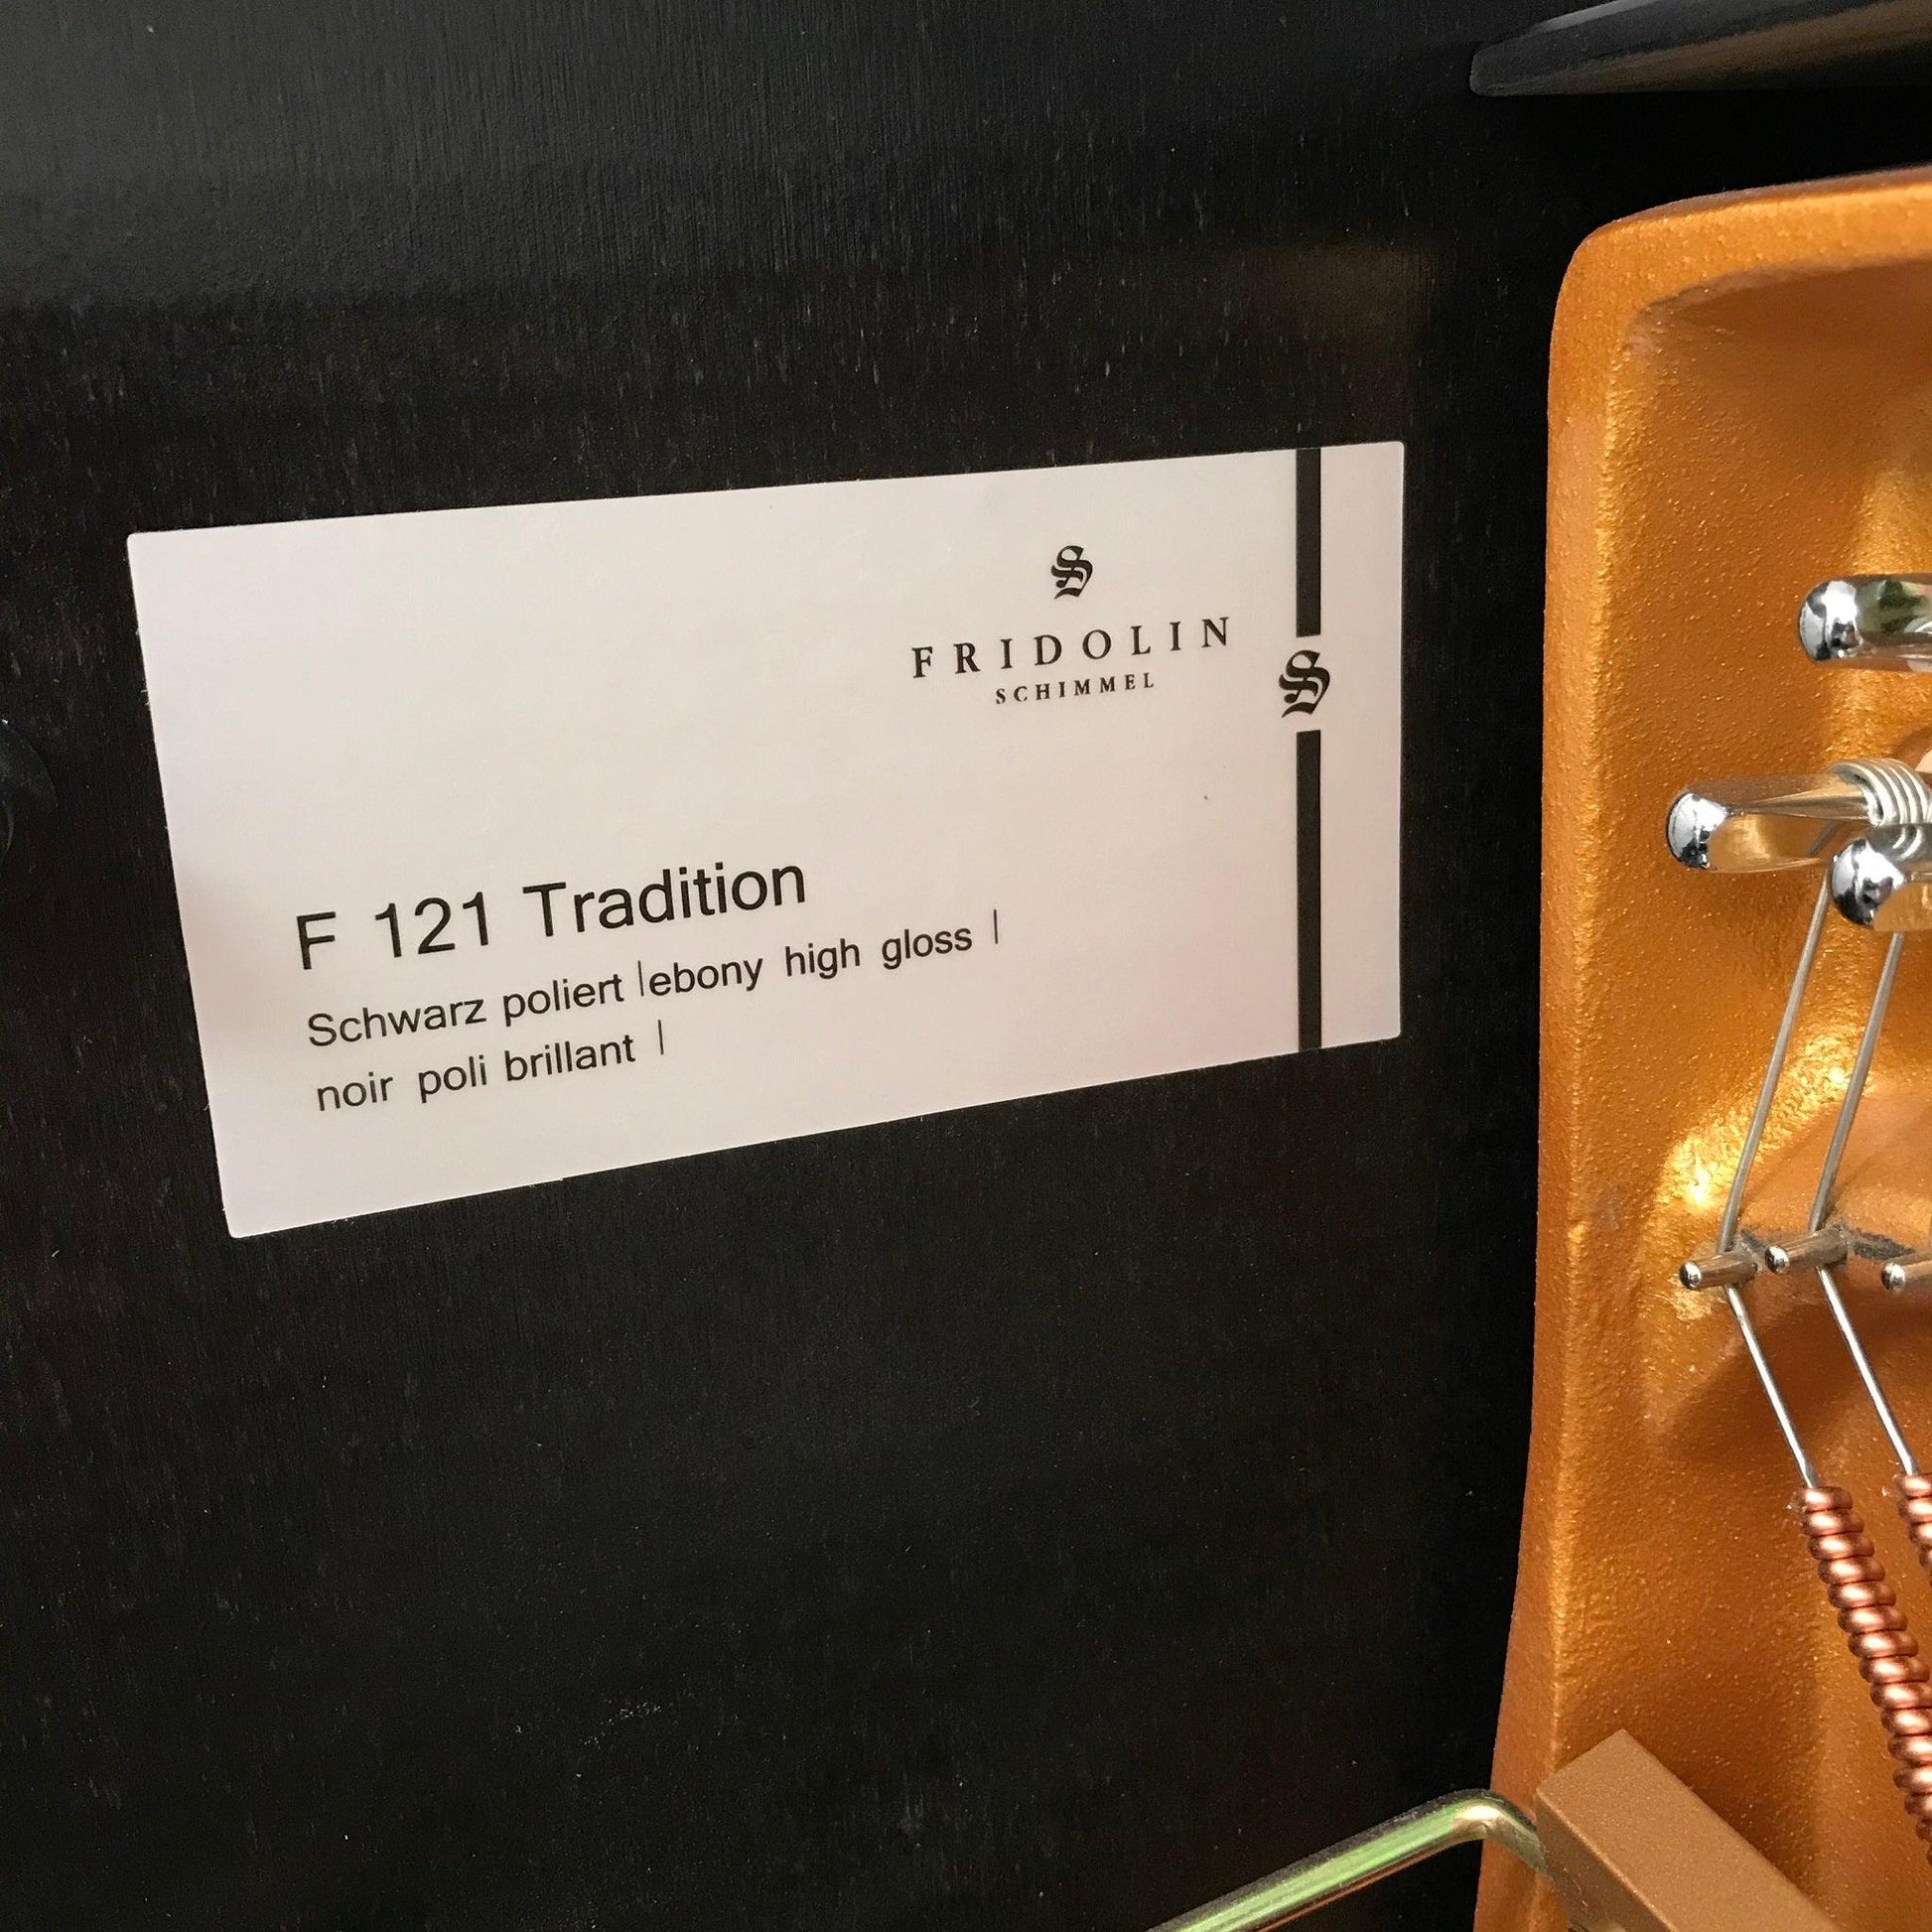 S
FRIDOLIN
SCHIMMEL
S
F 121 Tradition
Schwarz poliert | ebony high gloss |
noir poli brillant |